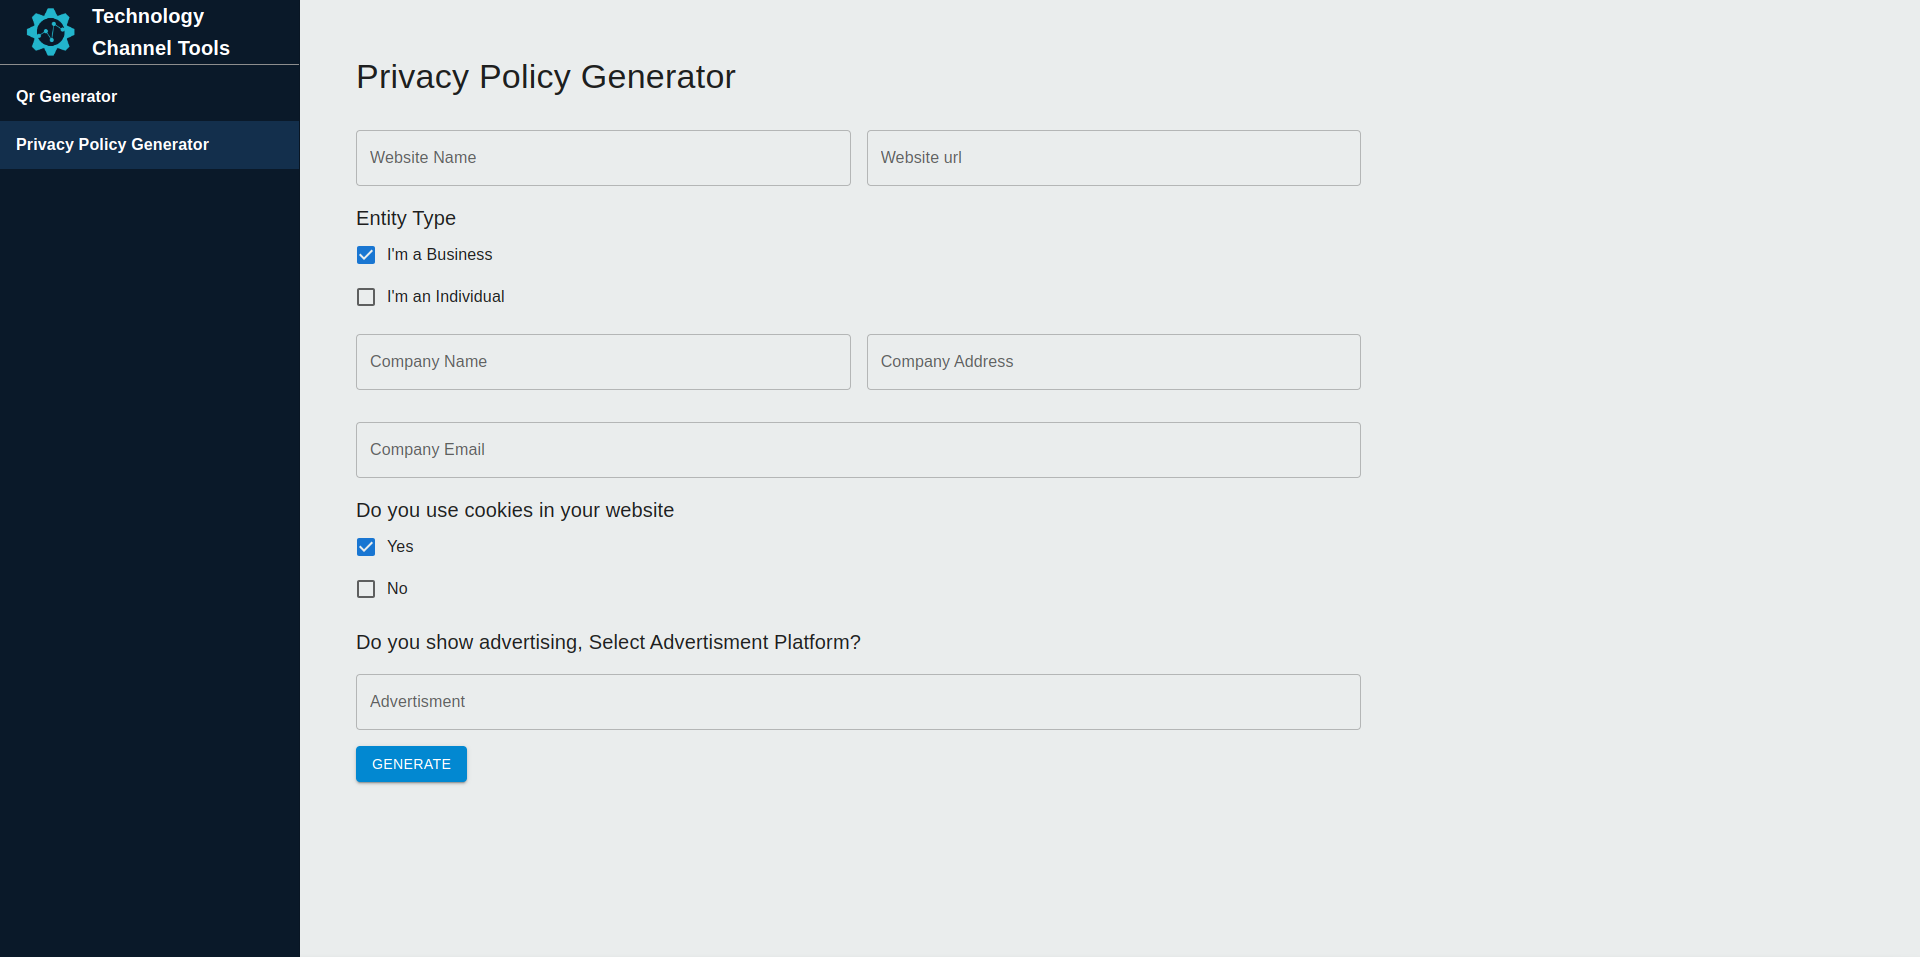 Technology
Channel Tools
Qr Generator
Privacy Policy Generator
Privacy Policy Generator
Website Name
Website url
Entity Type
I'm a Business
I'm an Individual
Company Name
Company Address
Company Email
Do you use cookies in your website
Yes
No
Do you show advertising, Select Advertisment Platform?
Advertisment
GENERATE